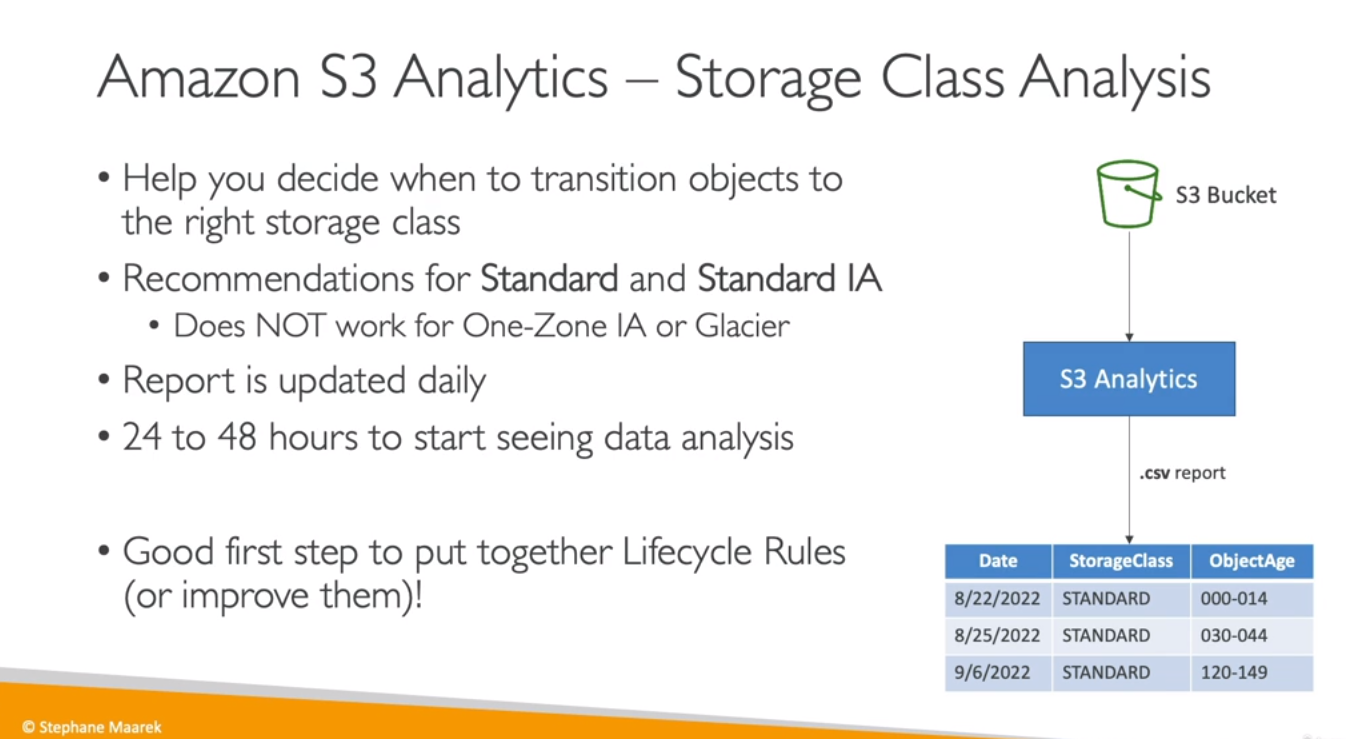 Amazon S3 Analytics – Storage Class Analysis
• Help you decide when to transition objects to
the right storage class
• Recommendations for Standard and Standard IA
• Does NOT work for One-Zone IA or Glacier
• Report is updated daily
• 24 to 48 hours to start seeing data analysis
• Good first step to put together Lifecycle Rules
(or improve them)!
S3 Bucket
S3 Analytics
.csv report
Date StorageClass ObjectAge
8/22/2022 STANDARD 000-014
8/25/2022 STANDARD 030-044
9/6/2022 STANDARD 120-149
© Stephane Maarek